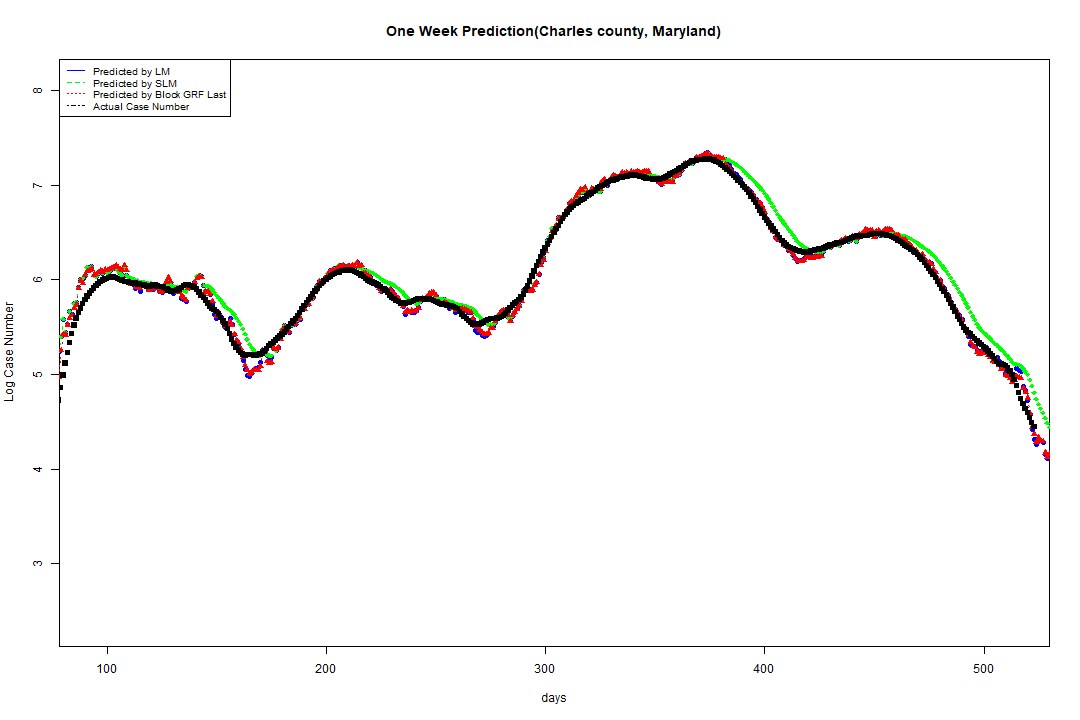 One Week Prediction(Charles county, Maryland)
Predicted by LM
Predicted by SLM
Predicted by Block GRF Last
Actual Case Number
8
7
6
5
4
3
Log Case Number
100 200 300 400 500
days